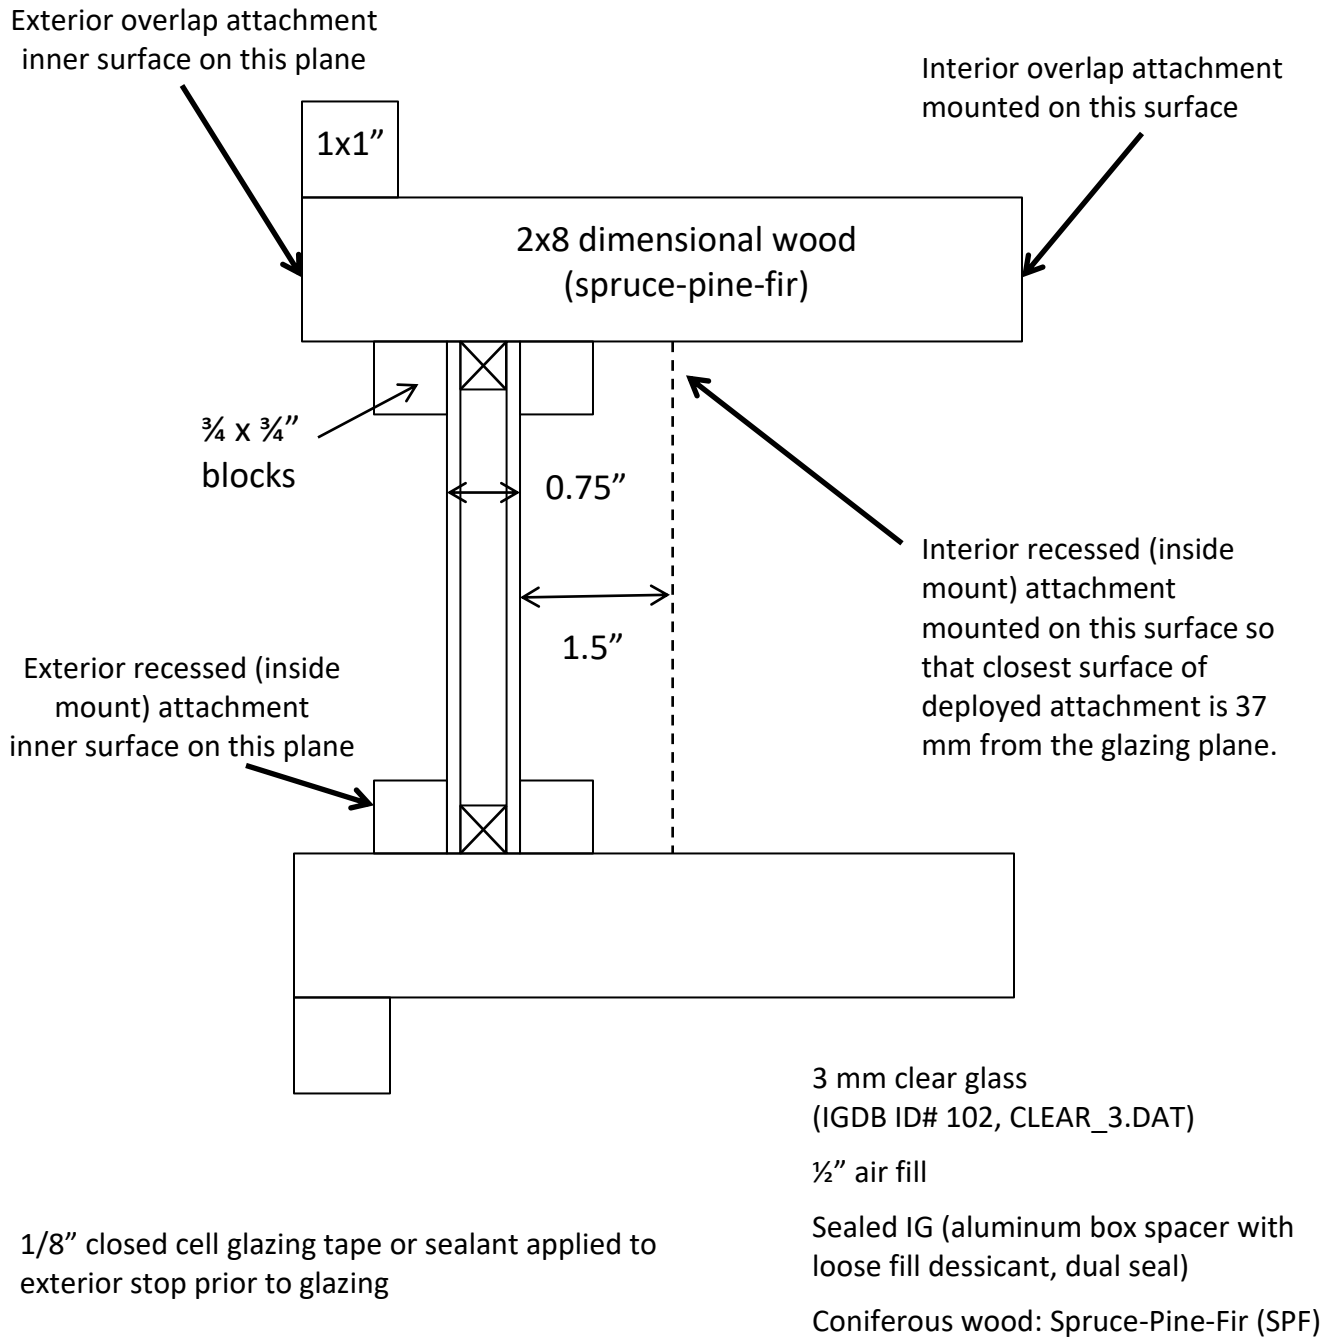 Exterior overlap attachment
inner surface on this plane
Interior overlap attachment
mounted on this surface
1x1”
2x8 dimensional wood
(spruce-pine-fir)
¾ x ¾”
blocks
0.75”
1.5”
Interior recessed (inside
mount) attachment
mounted on this surface so
that closest surface of
deployed attachment is 37
mm from the glazing plane.
Exterior recessed (inside
mount) attachment
inner surface on this plane
3 mm clear glass
(IGDB ID# 102, CLEAR_3.DAT)
½” air fill
Sealed IG (aluminum box spacer with
loose fill dessicant, dual seal)
Coniferous wood: Spruce-Pine-Fir (SPF)
1/8” closed cell glazing tape or sealant applied to
exterior stop prior to glazing